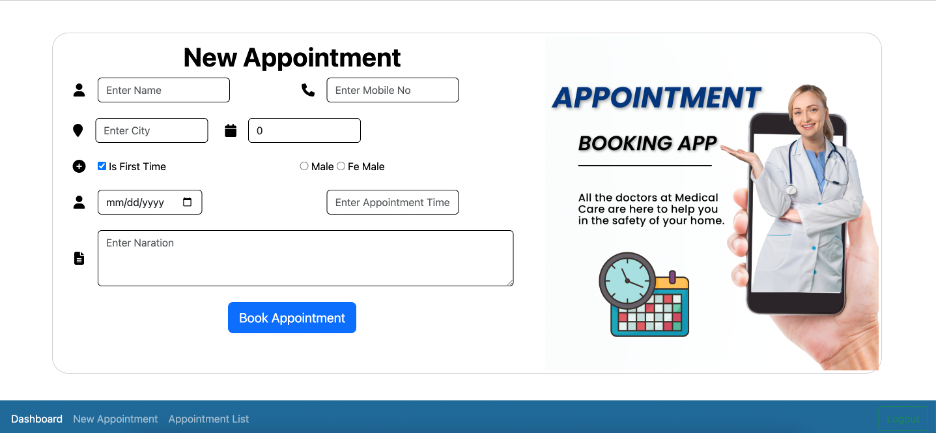 New Appointment
Enter Name
Enter Mobile No
Enter City
0
Is First Time
Male Fe Male
mm/dd/yyyy
Enter Appointment Time
Enter Naration
Book Appointment
APPOINTMENT
BOOKING APP
All the doctors at Medical
Care are here to help you
in the safety of your home.
Dashboard New Appointment Appointment List
Logout